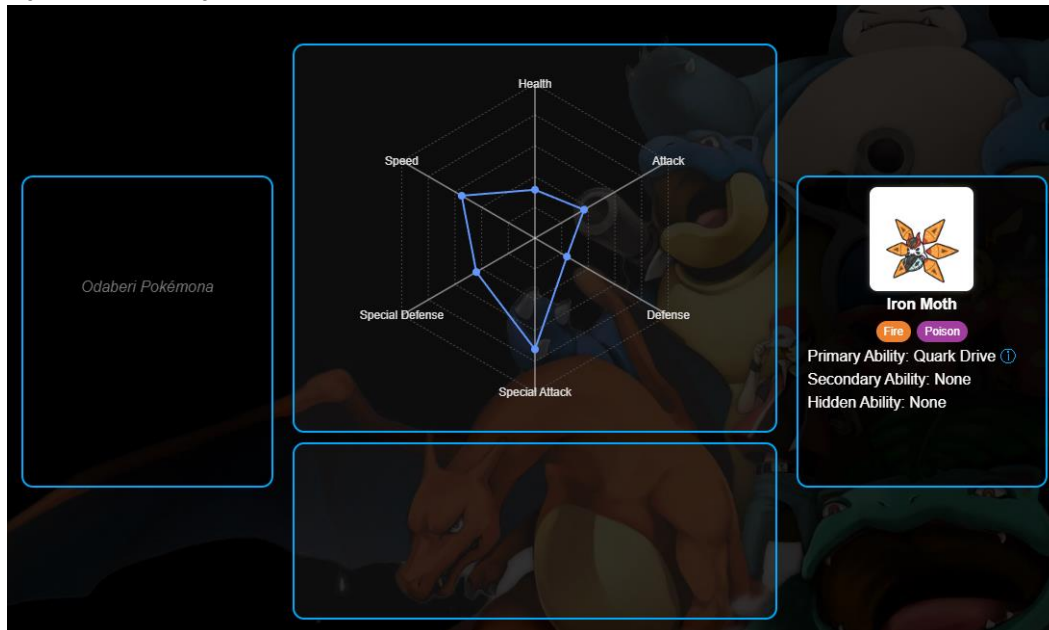 Odaberi Pokémona
Health
Speed
Attack
Special Defense
Defense
Special Attack
Iron Moth
Fire Poison
Primary Ability: Quark Drive ⓘ
Secondary Ability: None
Hidden Ability: None